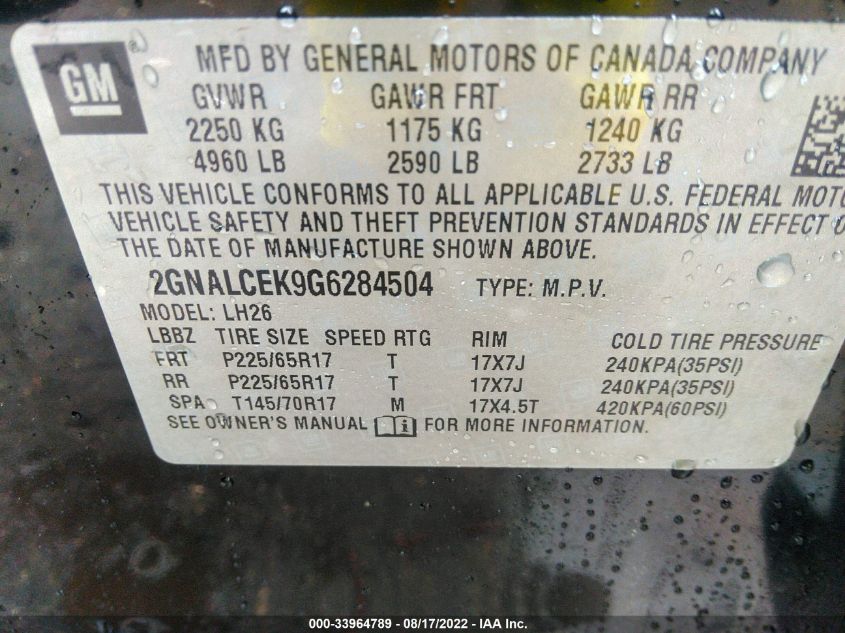 GM ® MFD BY GENERAL MOTORS OF CANADA COMPANY
GVWR GAWR FRT GAWR RR
2250 KG 1175 KG 1240 KG
4960 LB 2590 LB 2733 LB
THIS VEHICLE CONFORMS TO ALL APPLICABLE U.S. FEDERAL MOTO
VEHICLE SAFETY AND THEFT PREVENTION STANDARDS IN EFFECT O
THE DATE OF MANUFACTURE SHOWN ABOVE.
2GNALCEK9G6284504 TYPE: M.P.V.
MODEL: LH26
LBBZ TIRE SIZE SPEED RTG RIM COLD TIRE PRESSURE
FRT P225/65R17 T 17X7J 240KPA(35PSI)
RR P225/65R17 T 17X7J 240KPA(35PSI)
SPA T145/70R17 M 17X4.5T 420KPA(60PSI)
SEE OWNER'S MANUAL i FOR MORE INFORMATION.
000-33964789 - 08/17/2022 - IAA Inc.